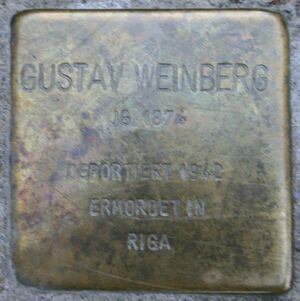 GUSTAV WEINBERG
JG 1874
DEPORTIERT 1942
ERMORDET IN
RIGA